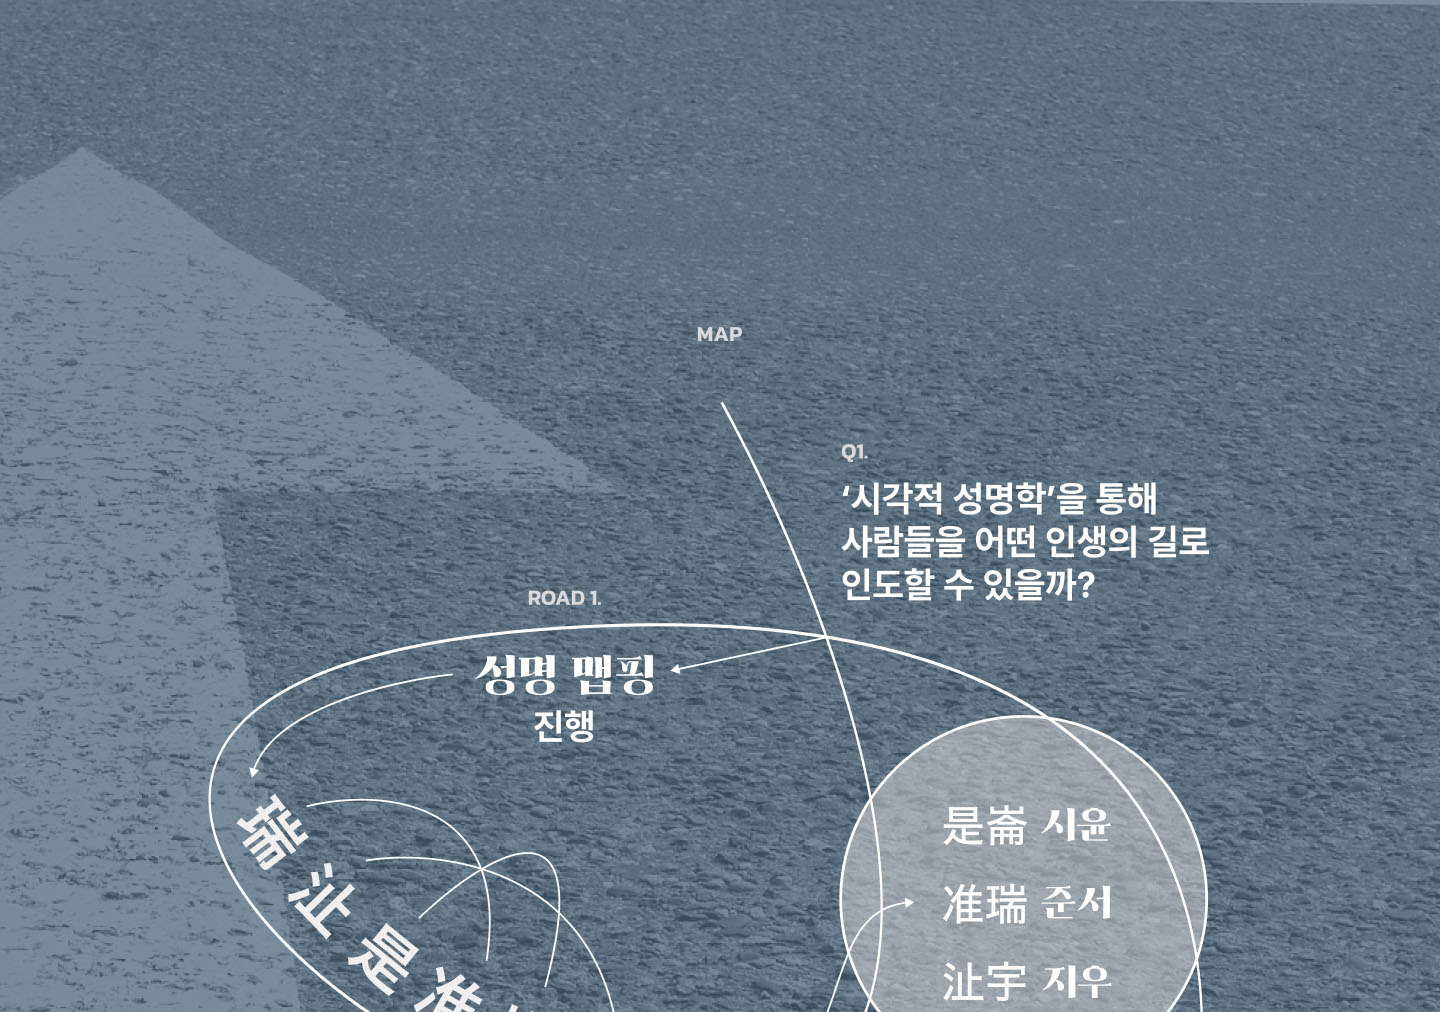 MAP
Q1.
‘시각적 성명학’을 통해
사람들을 어떤 인생의 길로
인도할 수 있을까?
ROAD 1.
성명 맵핑
진행
瑞 沚 是 准
是崙 시윤
准瑞 준서
沚宇 지우